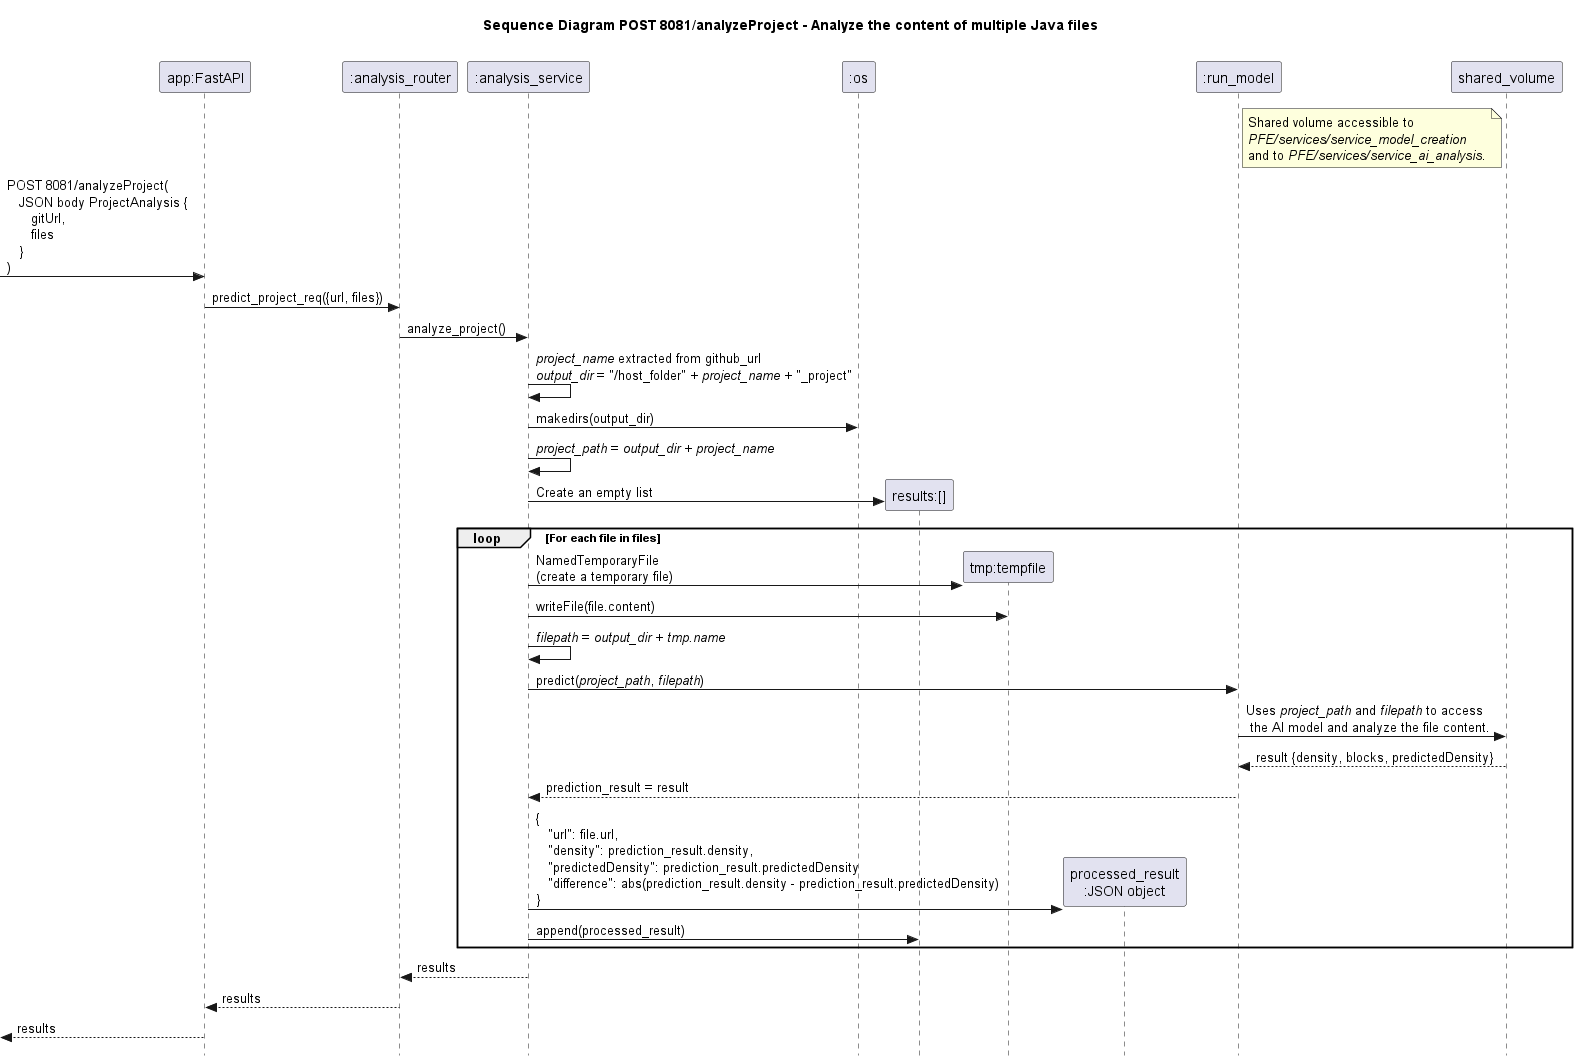 Sequence Diagram POST 8081/analyzeProject - Analyze the content of multiple Java files
app:FastAPI
:analysis_router
:analysis_service
:os
:run_model
shared_volume
Shared volume accessible to
PFE/services/service_model_creation
and to PFE/services/service_ai_analysis.
POST 8081/analyzeProject(
JSON body ProjectAnalysis {
gitUrl,
files
}
)
predict_project_req({url, files})
analyze_project()
project_name extracted from github_url
output_dir = "/host_folder" + project_name + "_project"
makedirs(output_dir)
project_path = output_dir + project_name
Create an empty list
results:[]
loop
[For each file in files]
NamedTemporaryFile
(create a temporary file)
tmp:tempfile
writeFile(file.content)
filepath = output_dir + tmp.name
predict(project_path, filepath)
Uses project_path and filepath to access
the AI model and analyze the file content.
result {density, blocks, predictedDensity}
prediction_result = result
{
"url": file.url,
"density": prediction_result.density,
"predictedDensity": prediction_result.predictedDensity
"difference": abs(prediction_result.density - prediction_result.predictedDensity)
}
processed_result
:JSON object
append(processed_result)
results
results
results